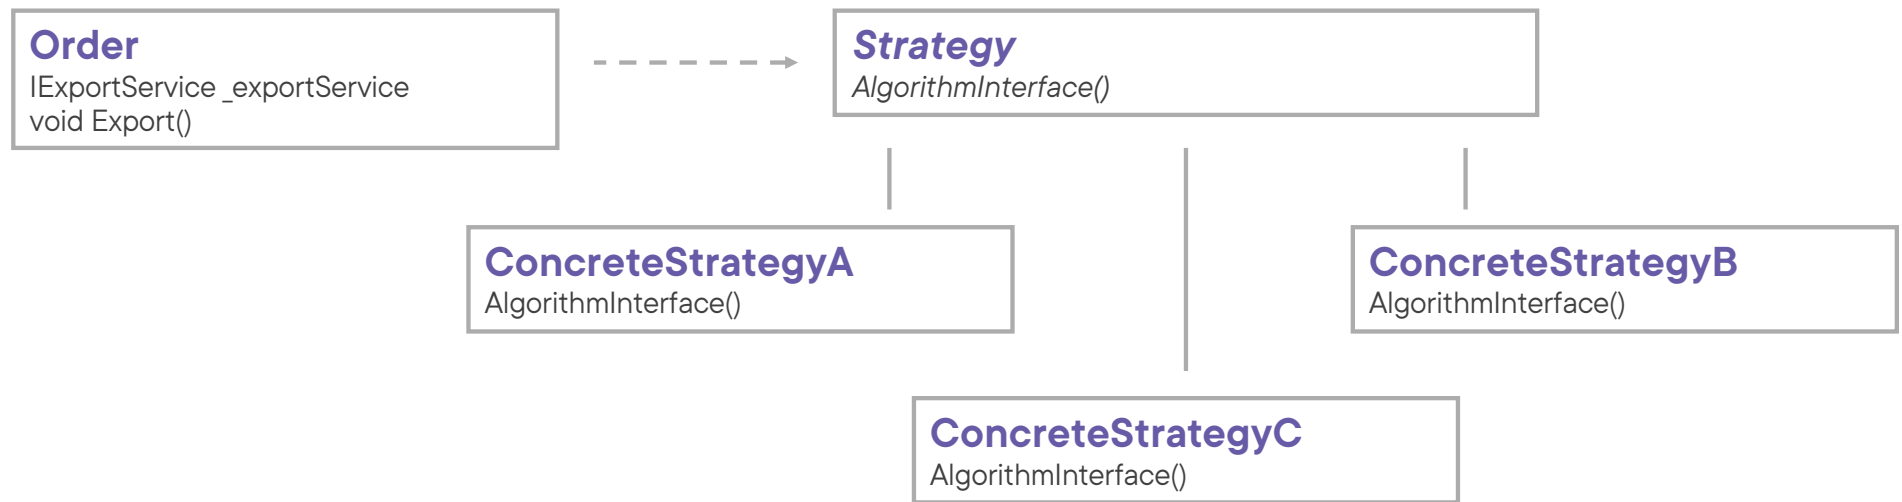 Order
IExportService _exportService
void Export()
Strategy
AlgorithmInterface()
ConcreteStrategyA
AlgorithmInterface()
ConcreteStrategyB
AlgorithmInterface()
ConcreteStrategyC
AlgorithmInterface()